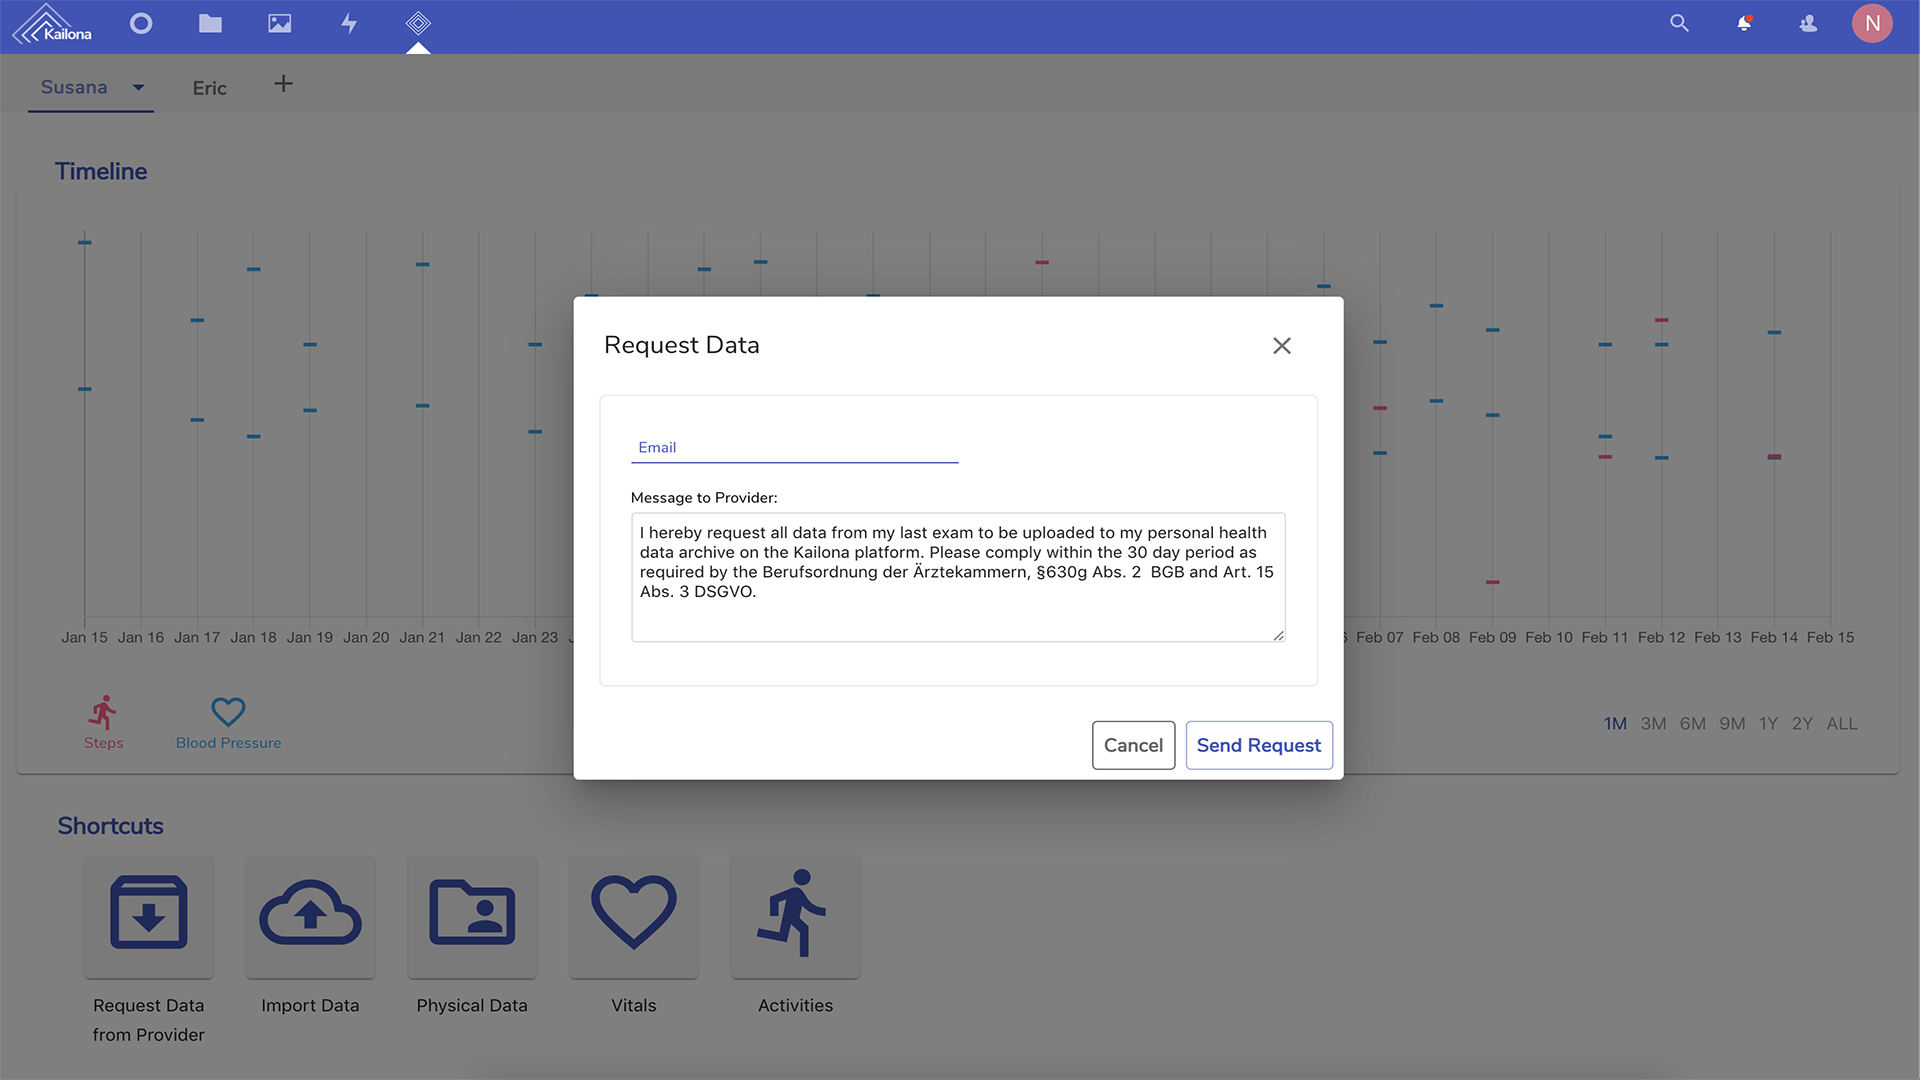 Kailona
N
Susana
Eric
Timeline
Request Data
Email
Message to Provider:
I hereby request all data from my last exam to be uploaded to my personal health
data archive on the Kailona platform. Please comply within the 30 day period as
required by the Berufsordnung der Ärztekammern, §630g Abs. 2  BGB and Art. 15
Abs. 3 DSGVO.
Jan 15 Jan 16 Jan 17 Jan 18 Jan 19 Jan 20 Jan 21 Jan 22 Jan 23 Feb 07 Feb 08 Feb 09 Feb 10 Feb 11 Feb 12 Feb 13 Feb 14 Feb 15
Steps
Blood Pressure
1M 3M 6M 9M 1Y 2Y ALL
Cancel
Send Request
Shortcuts
Request Data
from Provider
Import Data
Physical Data
Vitals
Activities